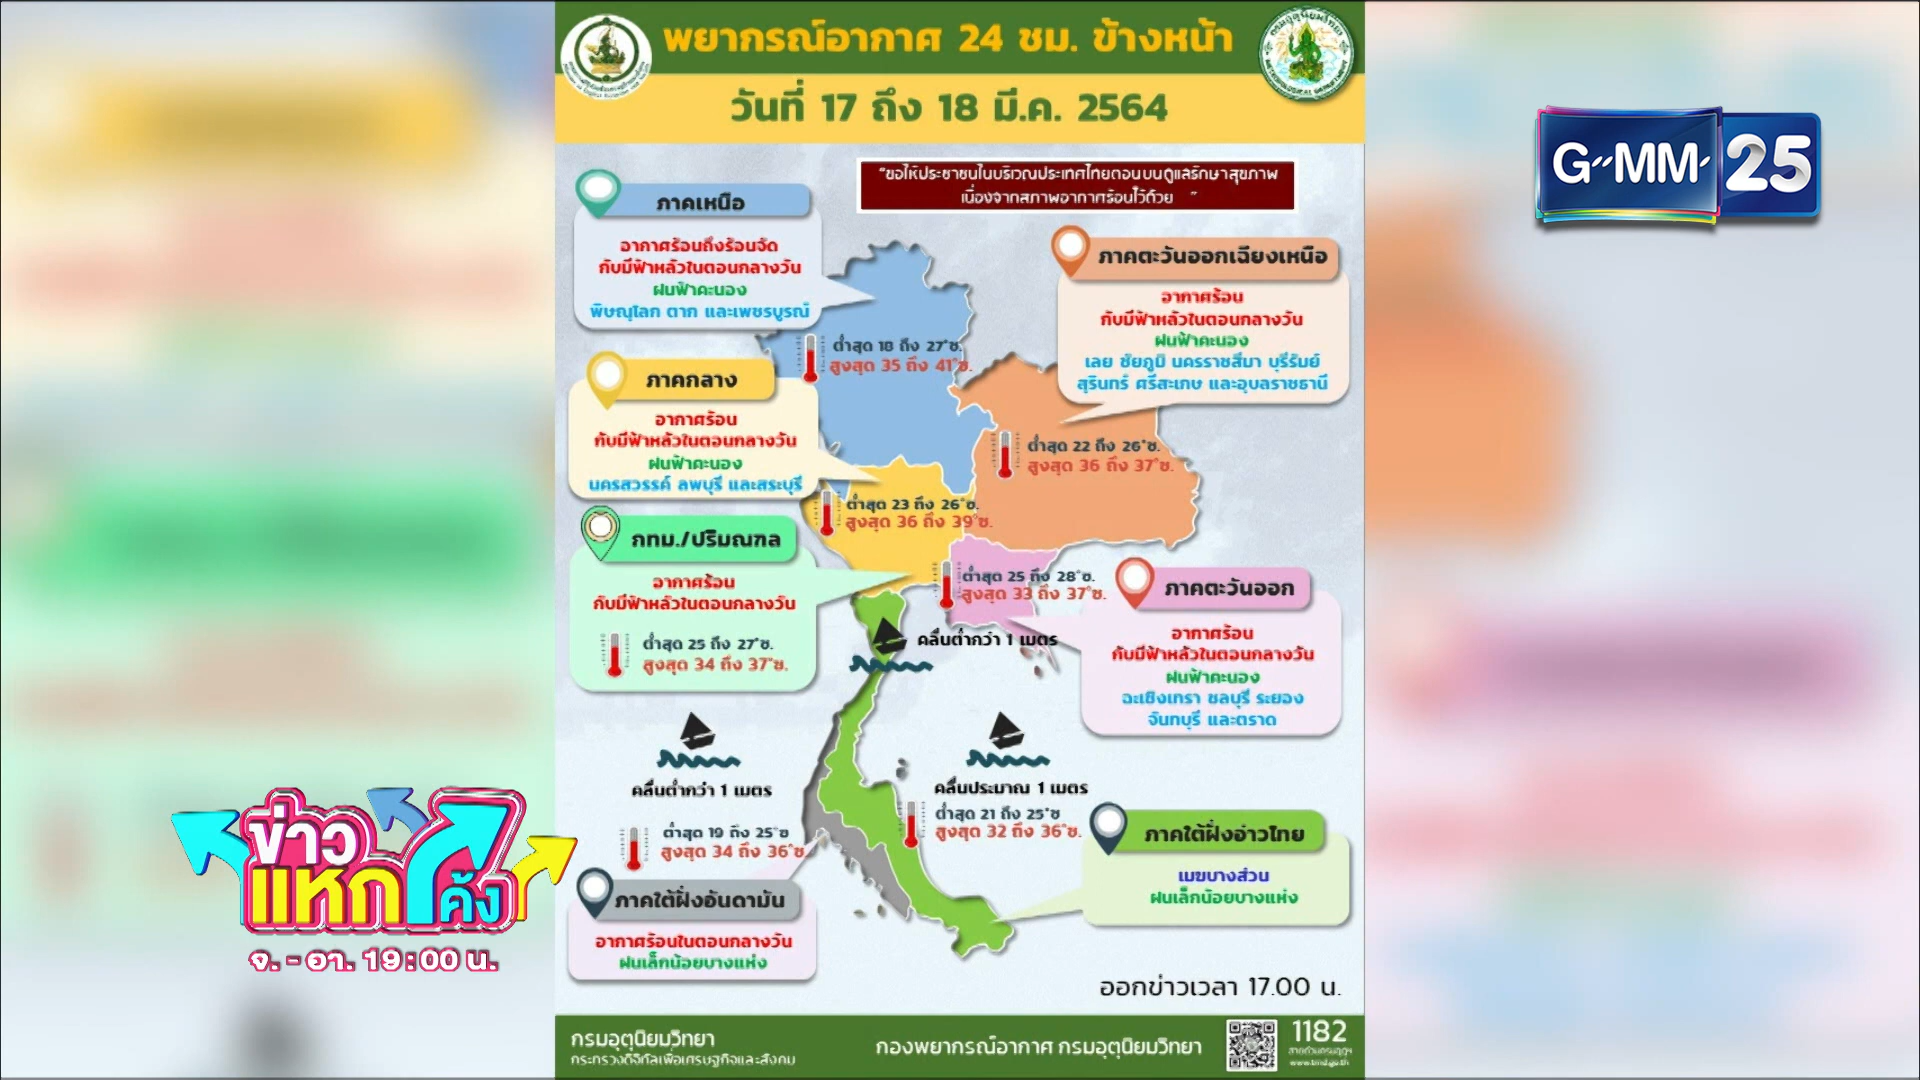 พยากรณ์อากาศ 24 ชม. ข้างหน้า
วันที่ 17 ถึง 18 มี.ค. 2564
G-MM 25
"ขอให้ประชาชนในบริเวณประเทศไทยตอนบนดูแลรักษาสุขภาพ
เนื่องจากสภาพอากาศร้อนไว้ด้วย "
ภาคเหนือ
อากาศร้อนถึงร้อนจัด
กับมีฟ้าหลัวในตอนกลางวัน
ฝนฟ้าคะนอง
พิษณุโลก ตาก และเพชรบูรณ์
ต่ำสุด 18 ถึง 27°ซ.
สูงสุด 35 ถึง 41°ซ.
ภาคตะวันออกเฉียงเหนือ
อากาศร้อน
กับมีฟ้าหลัวในตอนกลางวัน
ฝนฟ้าคะนอง
เลย ชัยภูมิ นครราชสีมา บุรีรัมย์
สุรินทร์ ศรีสะเกษ และอุบลราชธานี
ต่ำสุด 22 ถึง 26°ซ.
สูงสุด 36 ถึง 37°ซ.
ภาคกลาง
อากาศร้อน
กับมีฟ้าหลัวในตอนกลางวัน
ฝนฟ้าคะนอง
นครสวรรค์ ลพบุรี และสระบุรี
ต่ำสุด 23 ถึง 26°ซ.
สูงสุด 36 ถึง 39°ซ.
กทม./ปริมณฑล
อากาศร้อน
กับมีฟ้าหลัวในตอนกลางวัน
ต่ำสุด 25 ถึง 27°ซ.
สูงสุด 34 ถึง 37°ซ.
ต่ำสุด 25 ถึง 28°ซ.
สูงสุด 33 ถึง 37°ซ.
ภาคตะวันออก
อากาศร้อน
กับมีฟ้าหลัวในตอนกลางวัน
ฝนฟ้าคะนอง
ฉะเชิงเทรา ชลบุรี ระยอง
จันทบุรี และตราด
คลื่นต่ำกว่า 1 เมตร
คลื่นต่ำกว่า 1 เมตร
คลื่นประมาณ 1 เมตร
ต่ำสุด 21 ถึง 25°ซ
สูงสุด 32 ถึง 36°ซ.
ต่ำสุด 19 ถึง 25°ซ
สูงสุด 34 ถึง 36°ซ
ภาคใต้ฝั่งอ่าวไทย
เมฆบางส่วน
ฝนเล็กน้อยบางแห่ง
ภาคใต้ฝั่งอันดามัน
อากาศร้อนในตอนกลางวัน
ฝนเล็กน้อยบางแห่ง
ข่าว
แหกโค้ง
จ. - อา. 19:00 น.
ออกข่าวเวลา 17.00 น.
กรมอุตุนิยมวิทยา
กระทรวงดิจิทัลเพื่อเศรษฐกิจและสังคม
กองพยากรณ์อากาศ กรมอุตุนิยมวิทยา
1182
www.tmd.go.th